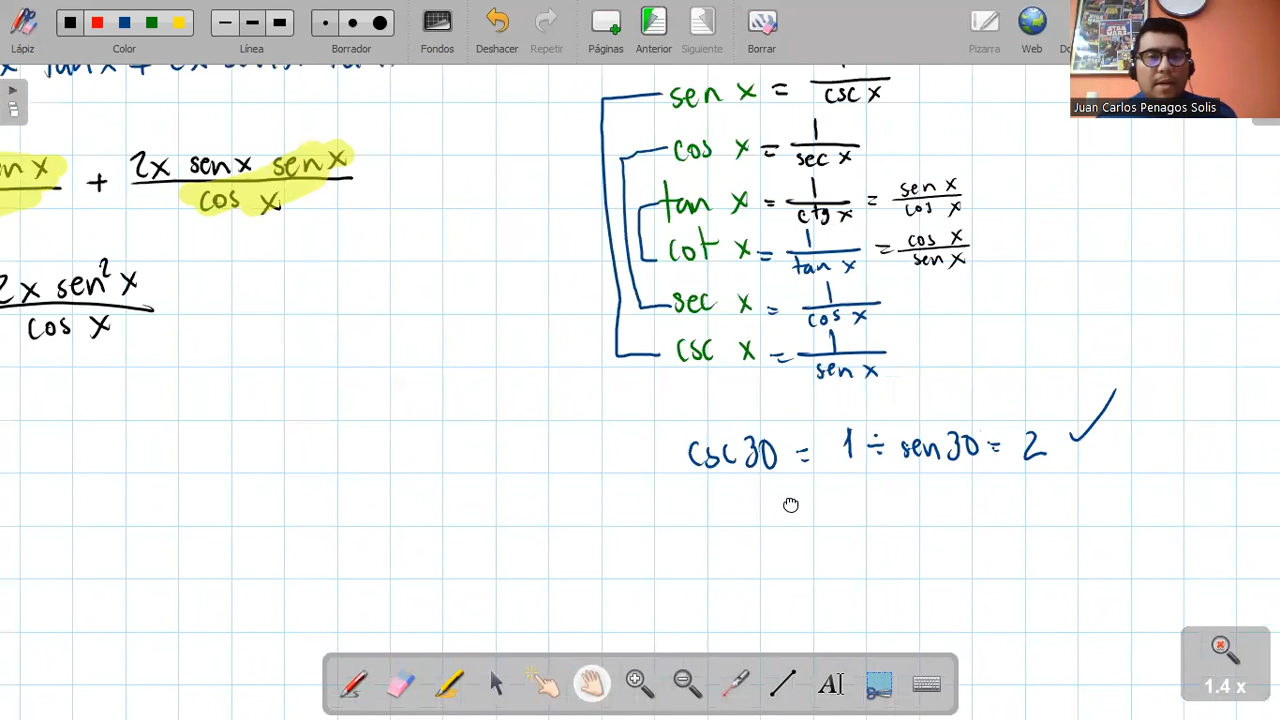 Lápiz Color Línea Borrador Fondos Deshacer Repetir Páginas Anterior Siguiente Borrar Pizarra Web
Juan Carlos Penagos Solis
sen x = 1/csc x
cos x = 1/sec x
tan x = 1/ctg x = sen x/cos x
cot x = 1/tan x = cos x/sen x
sec x = 1/cos x
csc x = 1/sen x
+ 2x sen x sen x/cos x
2x sen² x/cos x
csc 30 = 1 ÷ sen 30 = 2 ✓
1.4 x